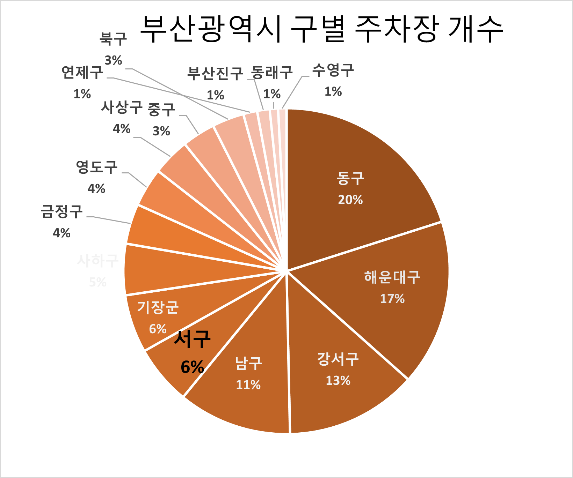 부산광역시 구별 주차장 개수
동구
20%
해운대구
17%
강서구
13%
남구
11%
서구
6%
기장군
6%
사하구
5%
금정구
4%
영도구
4%
사상구
4%
중구
3%
북구
3%
연제구
1%
부산진구
1%
동래구
1%
수영구
1%